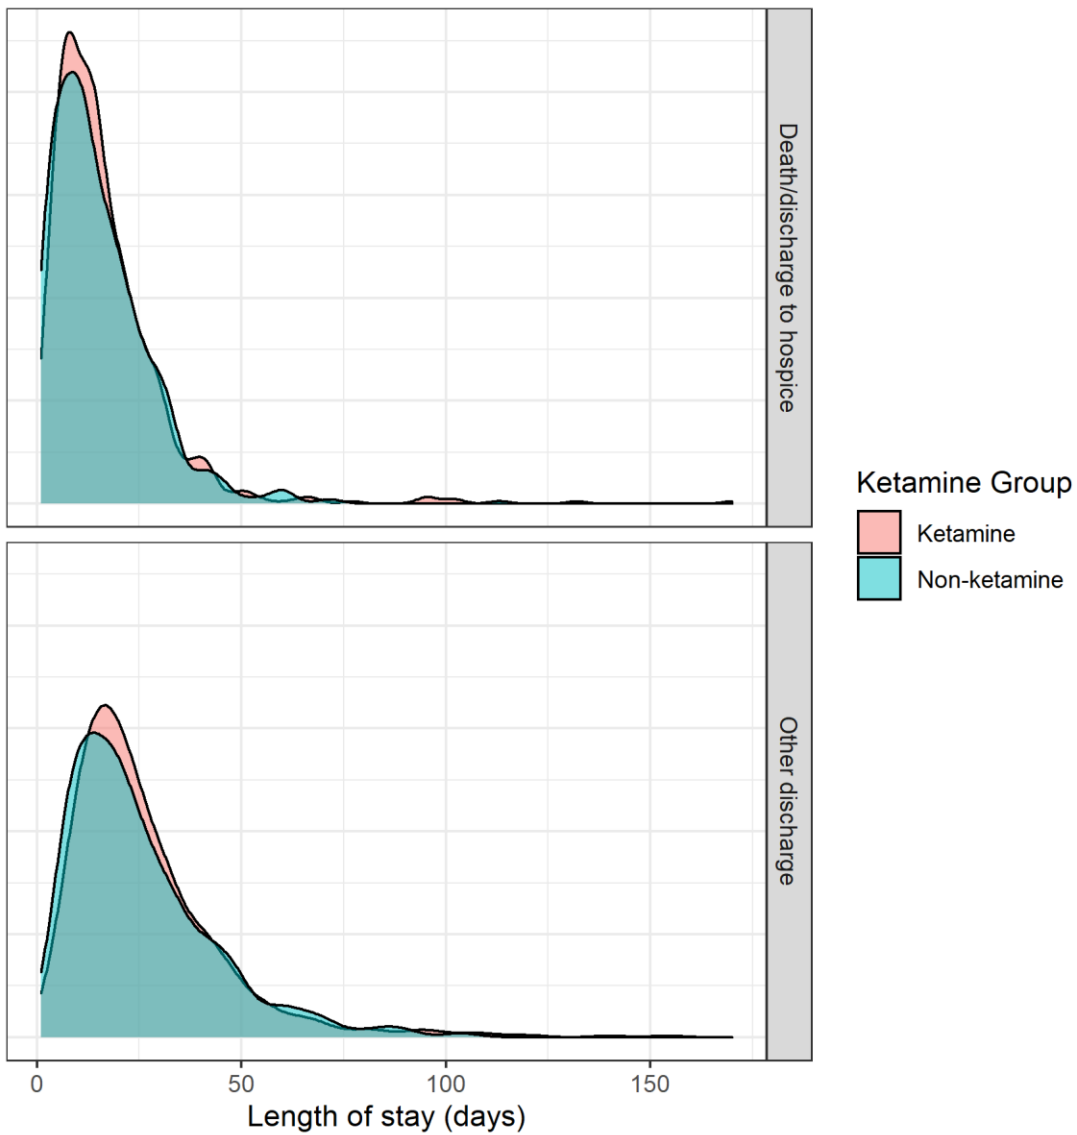 Death/discharge to hospice
Other discharge
Ketamine Group
Ketamine
Non-ketamine
0 50 100 150
Length of stay (days)